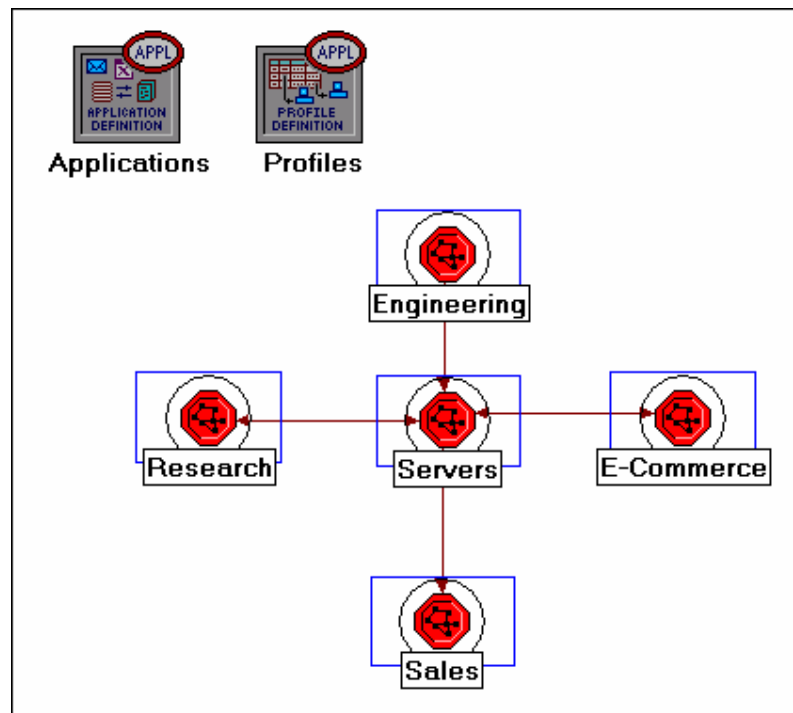 APPL
APPL
APPLICATION
DEFINITION
PROFILE
DEFINITION
Applications
Profiles
Engineering
Research
Servers
E-Commerce
Sales